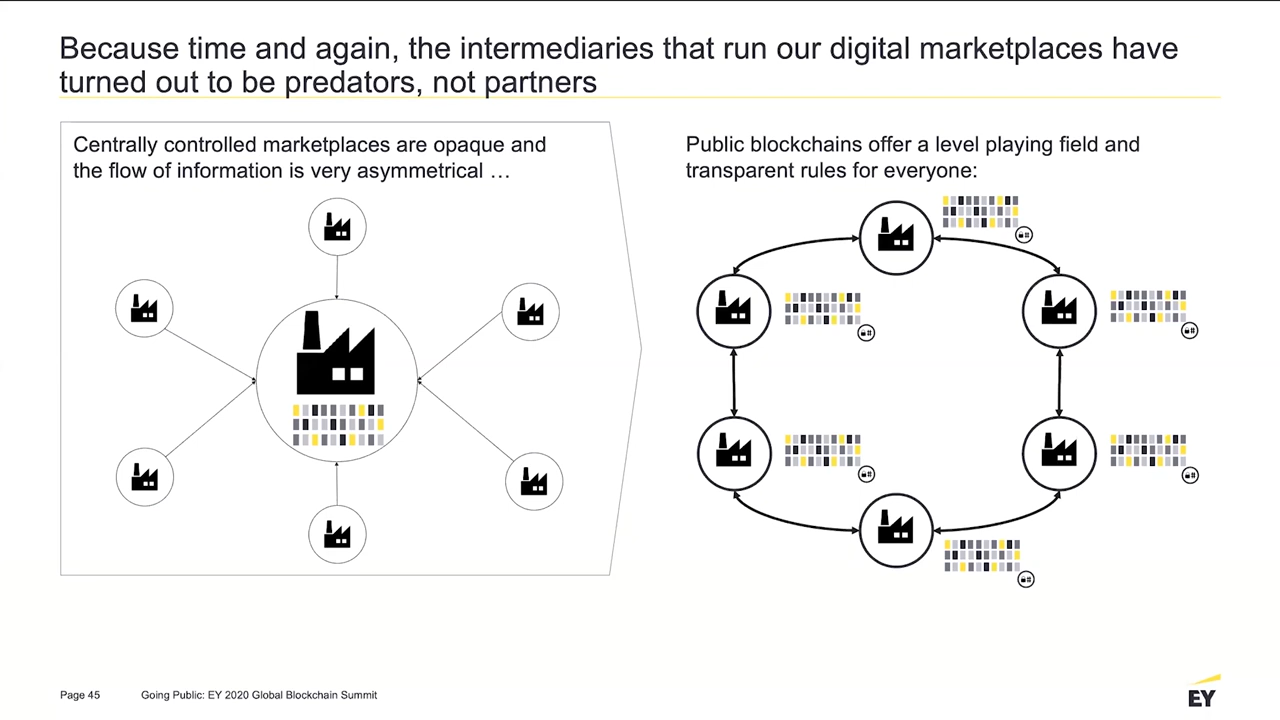 Because time and again, the intermediaries that run our digital marketplaces have
turned out to be predators, not partners
Centrally controlled marketplaces are opaque and
the flow of information is very asymmetrical …
Public blockchains offer a level playing field and
transparent rules for everyone:
Page 45
Going Public: EY 2020 Global Blockchain Summit
EY